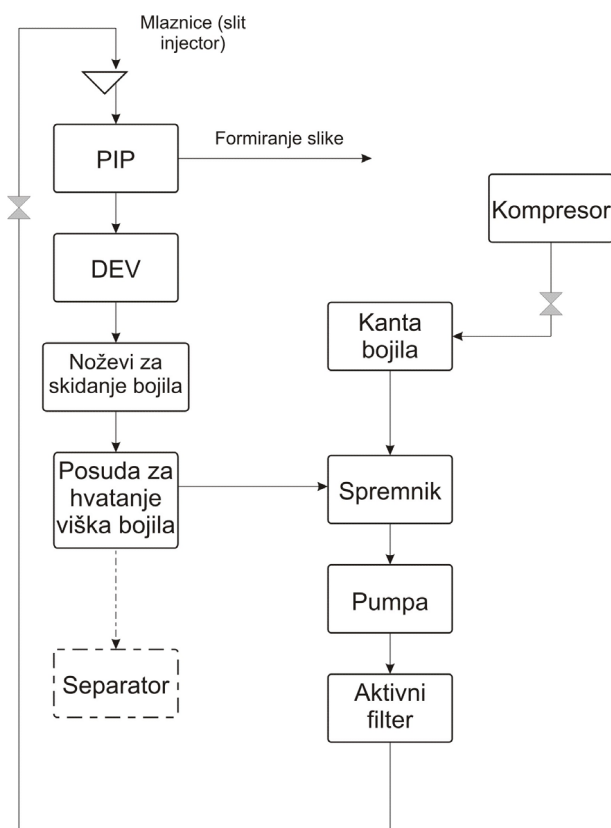 Mlaznice (slit
injector)
PIP
Formiranje slike
Kompresor
DEV
Kanta
bojila
Noževi za
skidanje bojila
Posuda za
hvatanje
viška bojila
Spremnik
Pumpa
Separator
Aktivni
filter